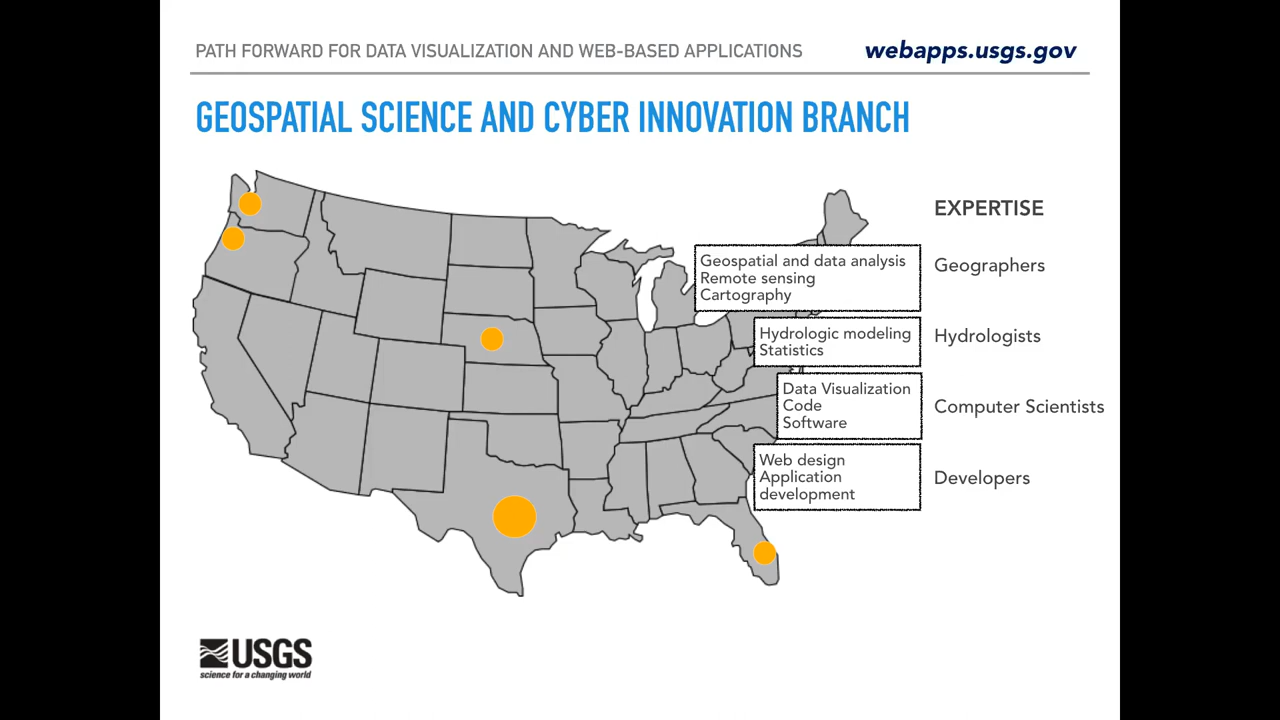 PATH FORWARD FOR DATA VISUALIZATION AND WEB-BASED APPLICATIONS
webapps.usgs.gov
GEOSPATIAL SCIENCE AND CYBER INNOVATION BRANCH
EXPERTISE
Geospatial and data analysis
Remote sensing
Cartography
Geographers
Hydrologic modeling
Statistics
Hydrologists
Data Visualization
Code
Software
Computer Scientists
Web design
Application
development
Developers
USGS
science for a changing world